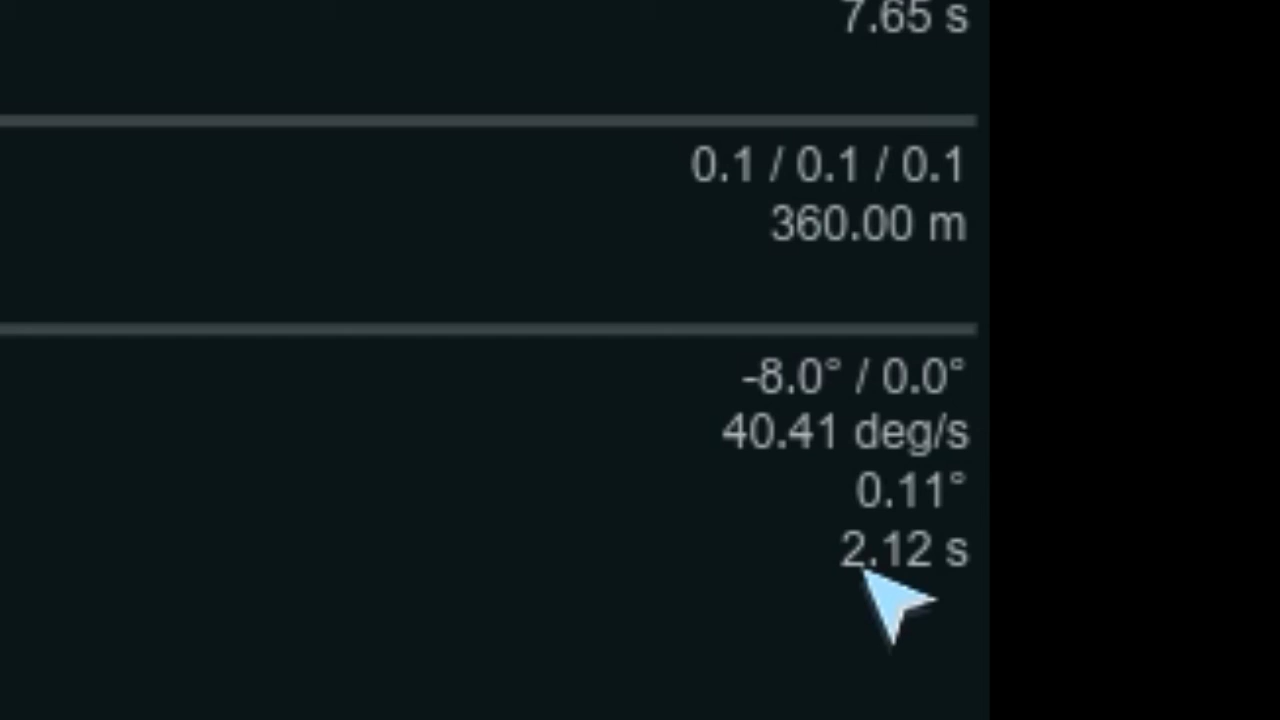 7.65 s
0.1 / 0.1 / 0.1
360.00 m
-8.0° / 0.0°
40.41 deg/s
0.11°
2.12 s